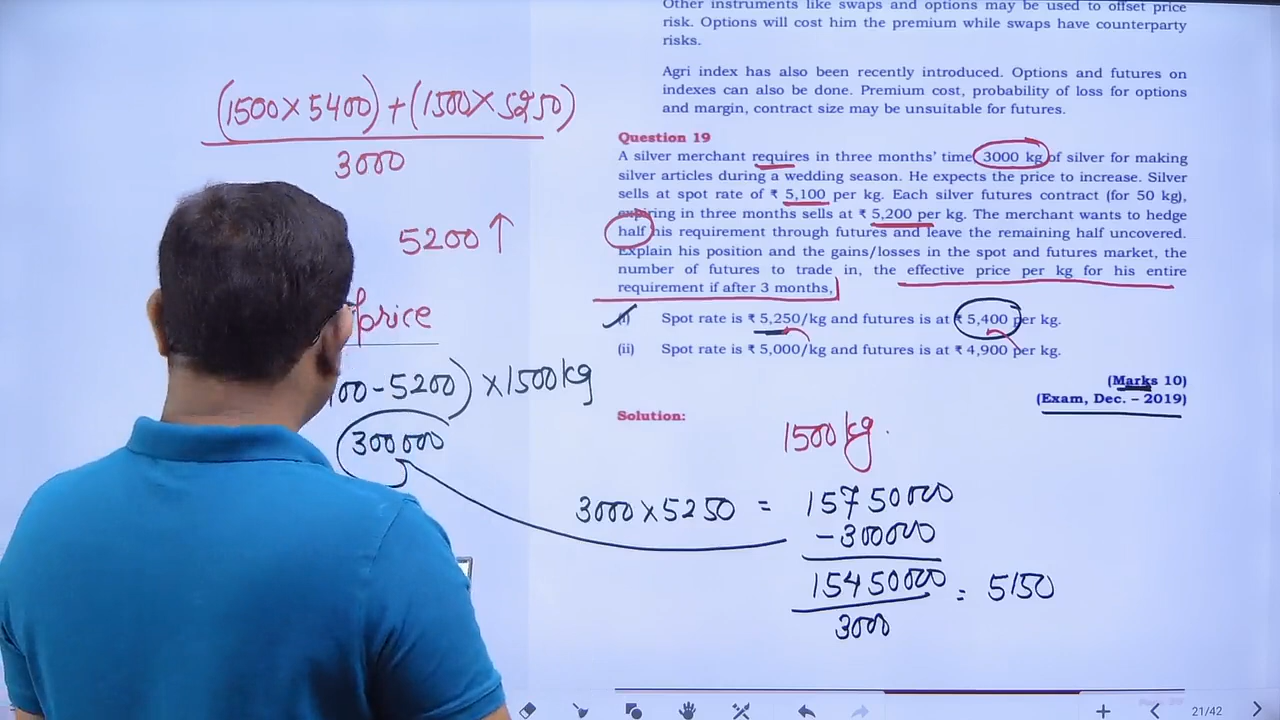 Other instruments like swaps and options may be used to offset price
risk. Options will cost him the premium while swaps have counterparty
risks.
Agri index has also been recently introduced. Options and futures on
indexes can also be done. Premium cost, probability of loss for options
and margin, contract size may be unsuitable for futures.
Question 19
A silver merchant requires in three months' time 3000 kg of silver for making
silver articles during a wedding season. He expects the price to increase. Silver
sells at spot rate of ₹ 5,100 per kg. Each silver futures contract (for 50 kg),
expiring in three months sells at ₹ 5,200 per kg. The merchant wants to hedge
half his requirement through futures and leave the remaining half uncovered.
Explain his position and the gains/losses in the spot and futures market, the
number of futures to trade in, the effective price per kg for his entire
requirement if after 3 months,
(i) Spot rate is ₹ 5,250/kg and futures is at ₹ 5,400 per kg.
(ii) Spot rate is ₹ 5,000/kg and futures is at ₹ 4,900 per kg.
(Marks 10)
(Exam, Dec. – 2019)
Solution:
(1500 × 5400) + (1500 × 5250)
3000
5200 ↑
price
00 - 5200) × 1500 kg
300000
1500 kg.
3000 × 5250 = 15750000
- 300000
15450000 = 5150
3000
21/42